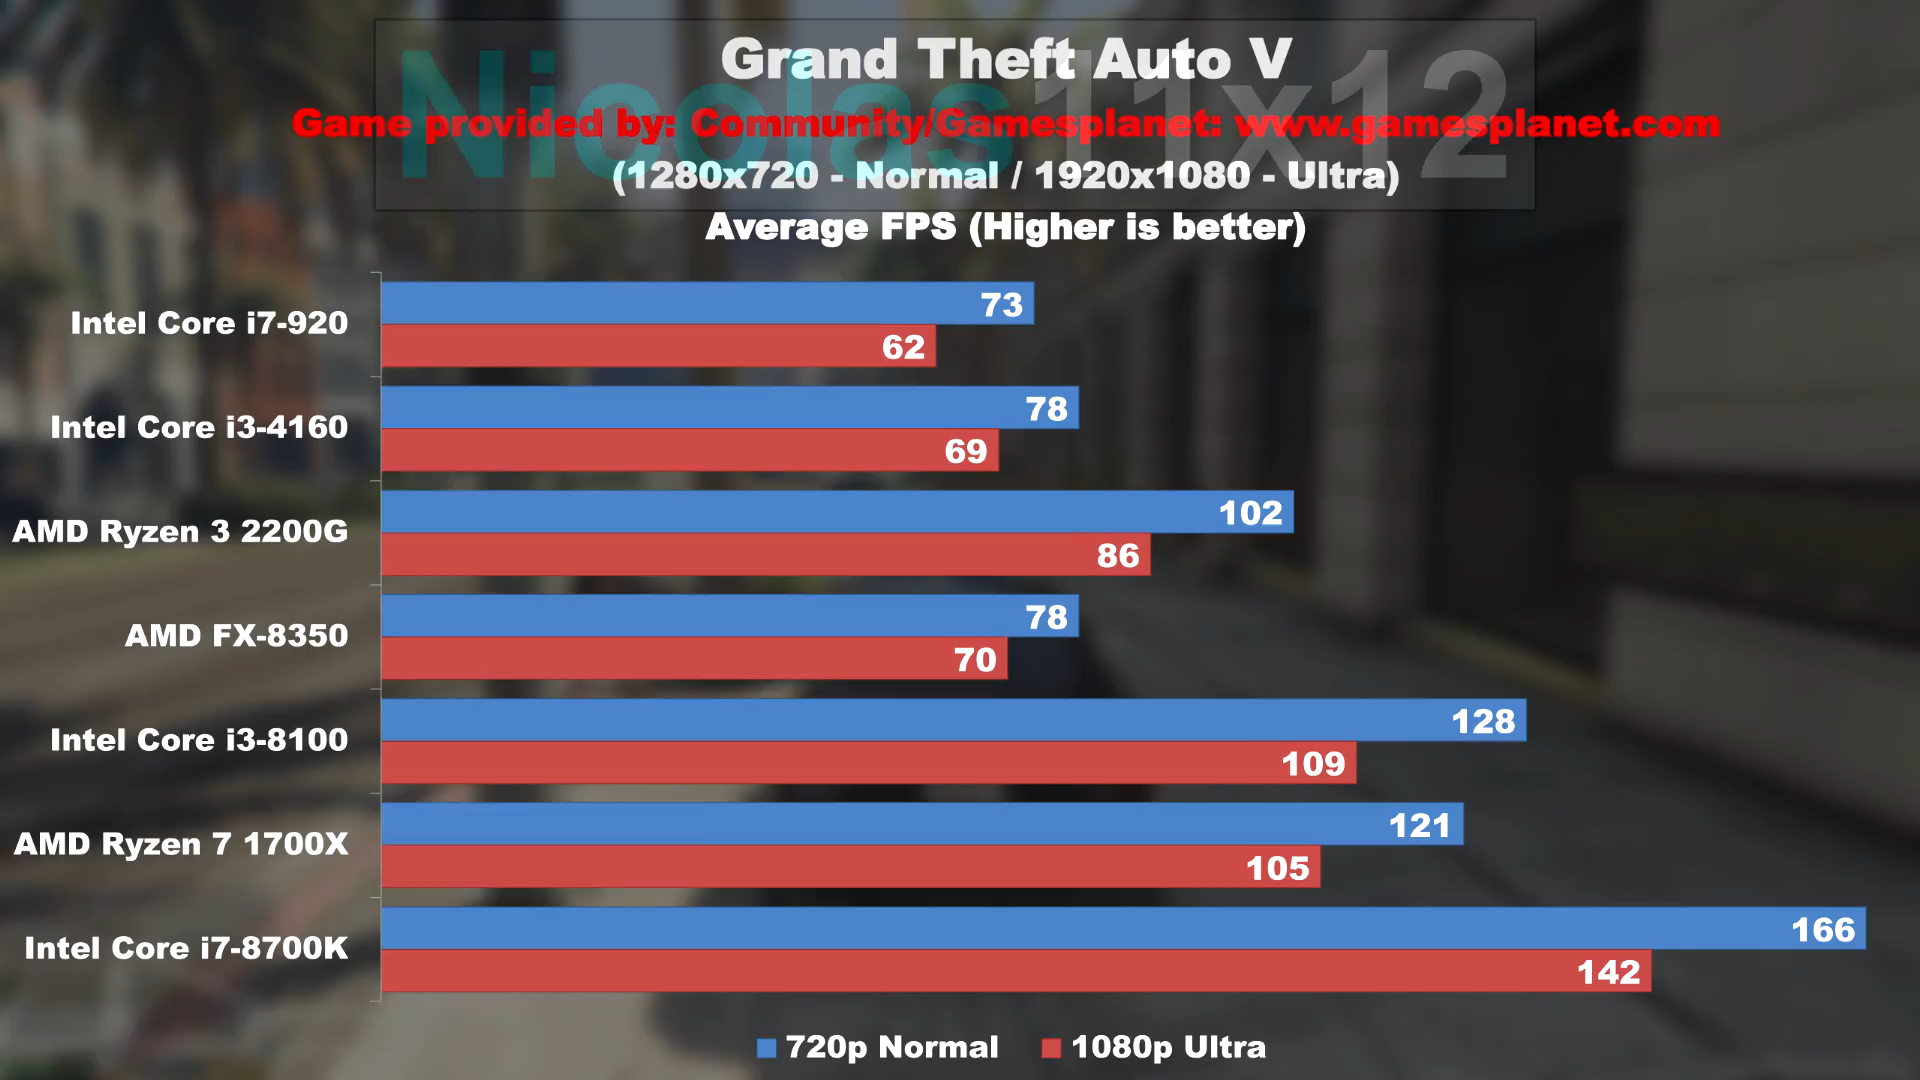 Nicolas11x12
Grand Theft Auto V
Game provided by: Community/Gamesplanet: www.gamesplanet.com
(1280x720 - Normal / 1920x1080 - Ultra)
Average FPS (Higher is better)
Intel Core i7-920
73
62
Intel Core i3-4160
78
69
AMD Ryzen 3 2200G
102
86
AMD FX-8350
78
70
Intel Core i3-8100
128
109
AMD Ryzen 7 1700X
121
105
Intel Core i7-8700K
166
142
720p Normal
1080p Ultra